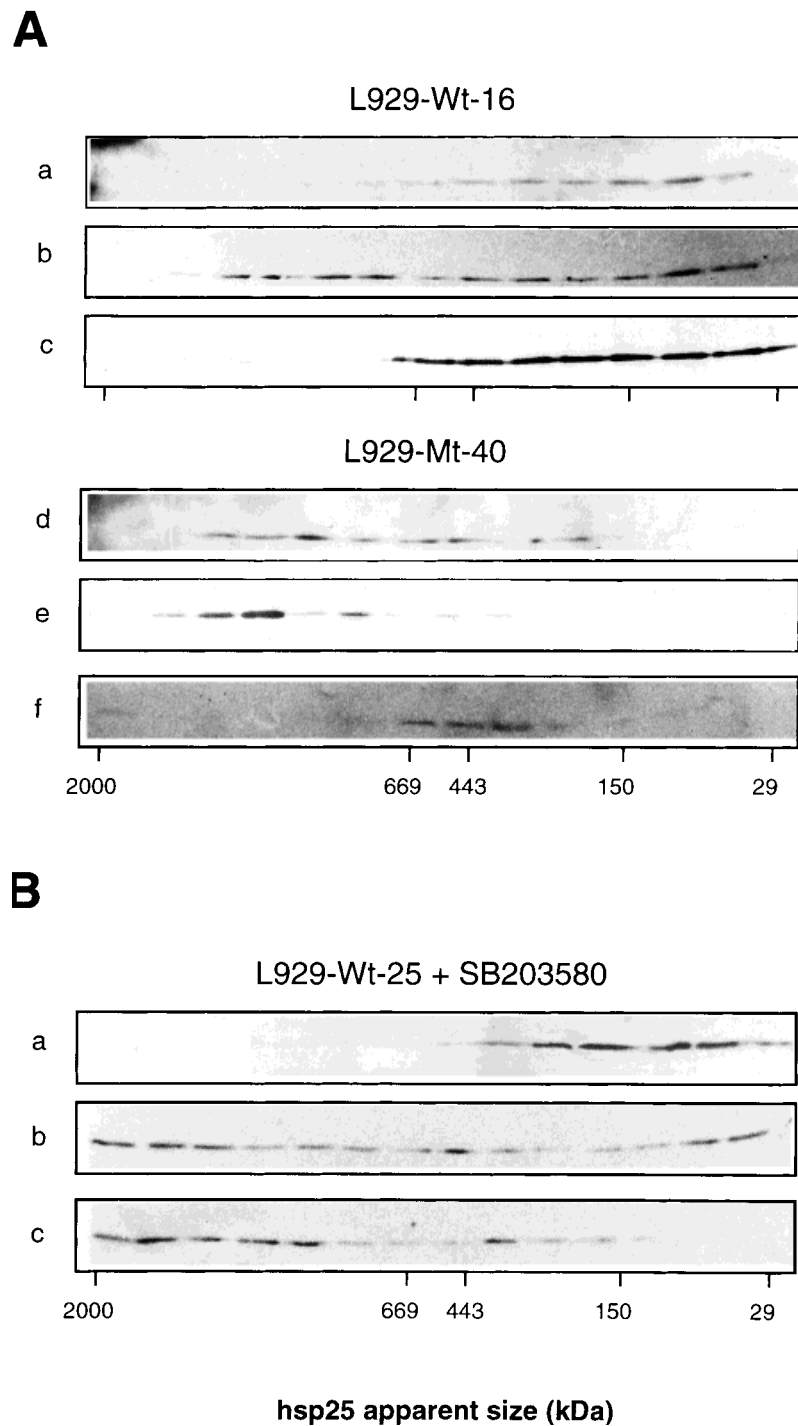 A
L929-Wt-16
a
b
c
L929-Mt-40
d
e
f
2000 669 443 150 29
B
L929-Wt-25 + SB203580
a
b
c
2000 669 443 150 29
hsp25 apparent size (kDa)